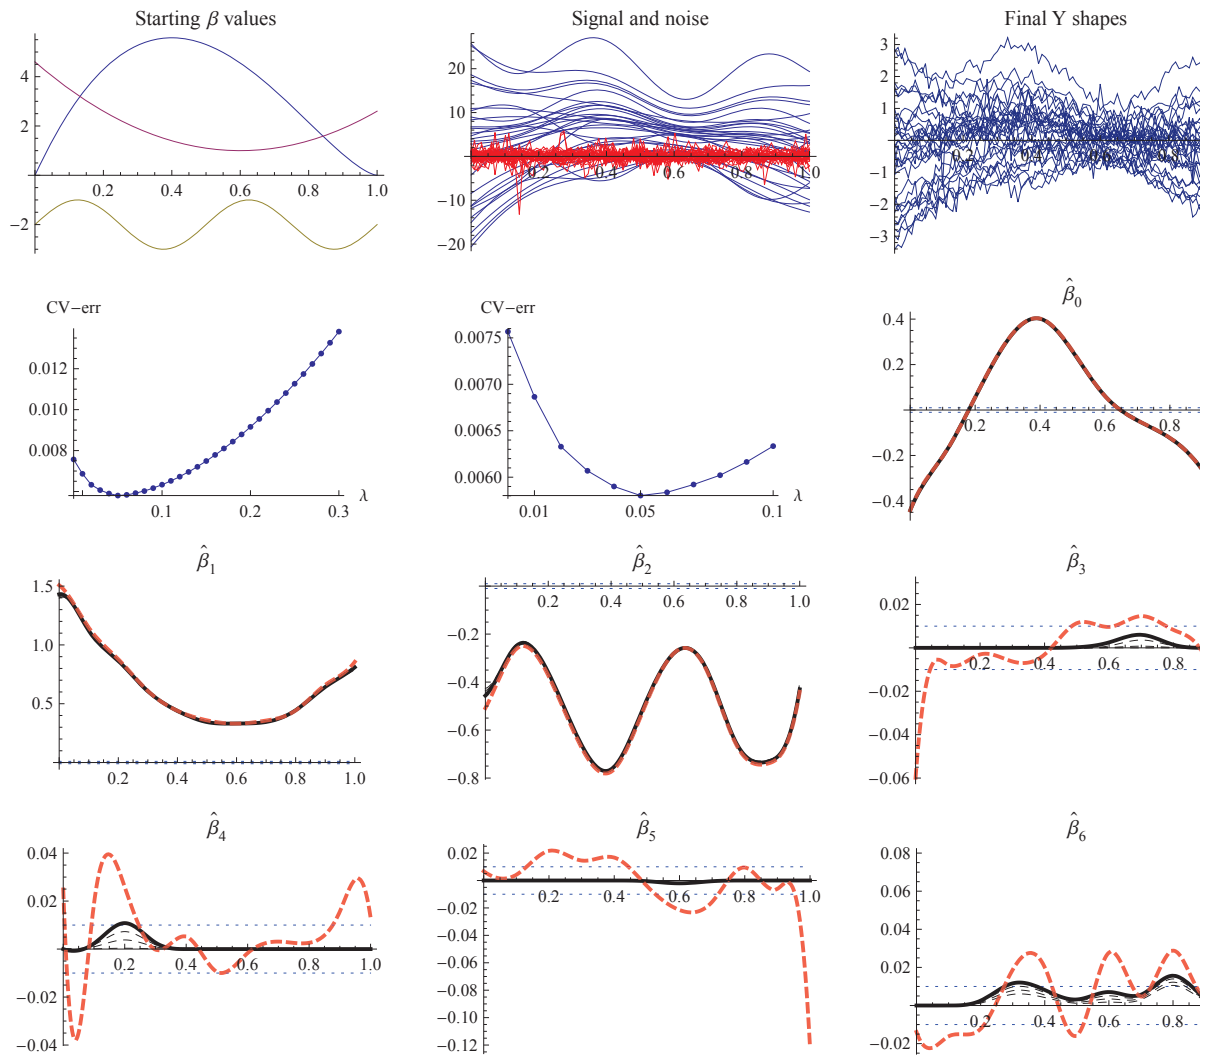 Starting β values
Signal and noise
Final Y shapes
4
2
−2
0.2 0.4 0.6 0.8 1.0
20
10
−10
−20
0.2 0.4 0.6 0.8 1.0
3
2
1
−1
−2
−3
CV−err
0.012
0.010
0.008
0.1 0.2 0.3 λ
CV−err
0.0075
0.0070
0.0065
0.0060
0.01 0.05 0.1 λ
β̂0
0.4
0.2
−0.2
−0.4
0.2 0.4 0.6 0.8
β̂1
1.5
1.0
0.5
0.2 0.4 0.6 0.8 1.0
β̂2
−0.2
−0.4
−0.6
−0.8
0.2 0.4 0.6 0.8 1.0
β̂3
0.02
−0.02
−0.04
−0.06
0.2 0.4 0.6 0.8
β̂4
0.04
0.02
−0.02
−0.04
0.2 0.4 0.6 0.8 1.0
β̂5
0.02
−0.02
−0.04
−0.06
−0.08
−0.10
−0.12
0.2 0.4 0.6 0.8 1.0
β̂6
0.08
0.06
0.04
0.02
−0.02
0.2 0.4 0.6 0.8